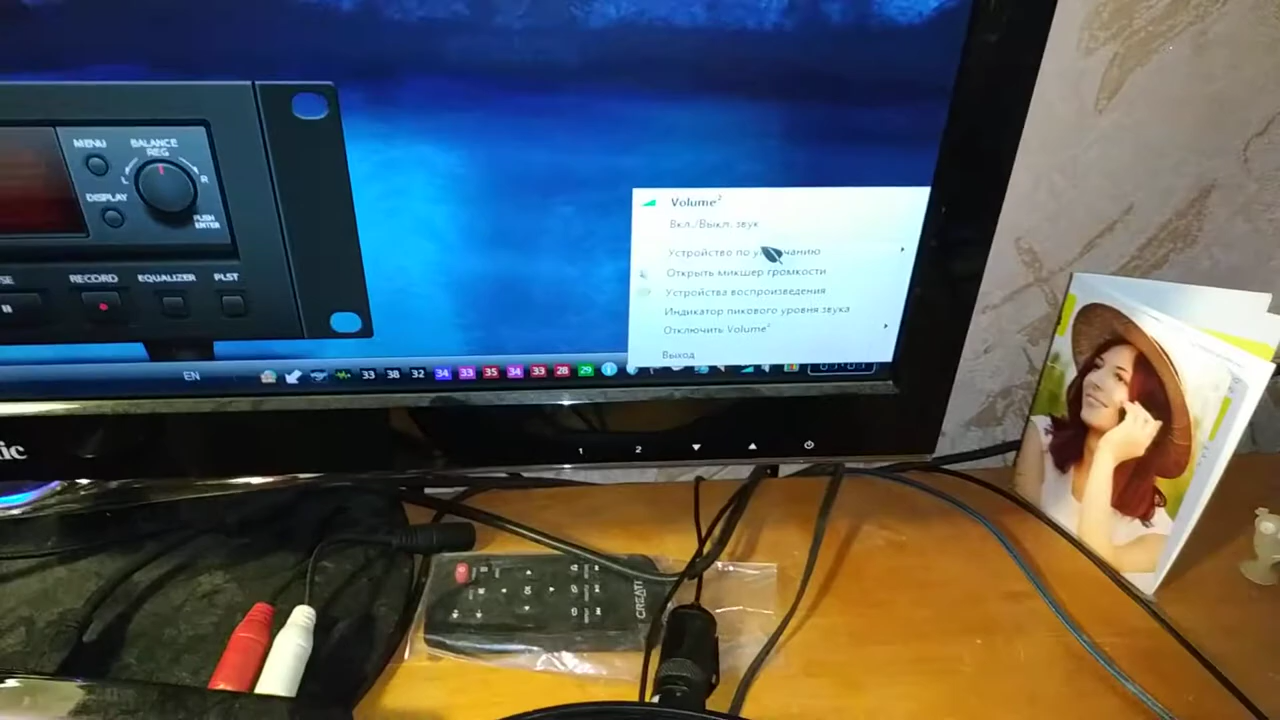 MENU
BALANCE
REG
L
R
DISPLAY
PUSH
ENTER
RECORD
EQUALIZER
PLST
Volume²
Вкл./Выкл. звук
Устройство по
Открыть микшер громкости
Устройства воспроизведения
Индикатор пикового уровня звука
Отключить Volume²
Выход
EN
33
38
32
34
33
35
34
33
28
29
ic
1
2
CREATI